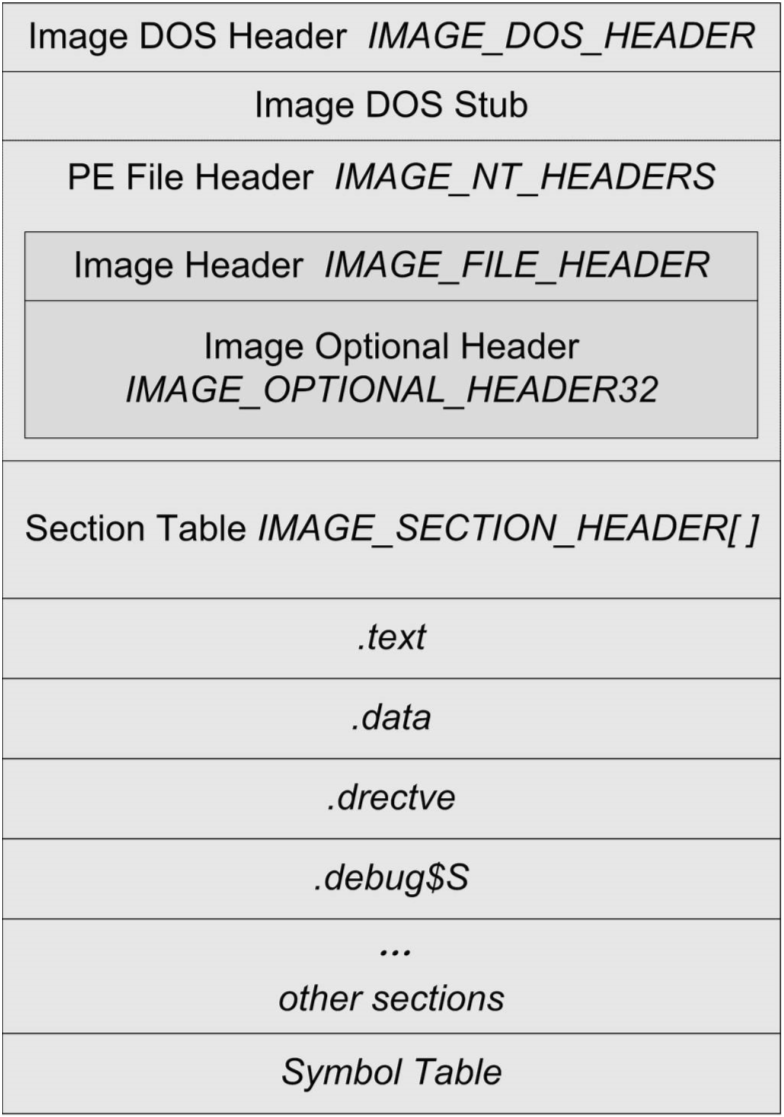 Image DOS Header IMAGE_DOS_HEADER
Image DOS Stub
PE File Header IMAGE_NT_HEADERS
Image Header IMAGE_FILE_HEADER
Image Optional Header
IMAGE_OPTIONAL_HEADER32
Section Table IMAGE_SECTION_HEADER[ ]
.text
.data
.drectve
.debug$S
...
other sections
Symbol Table